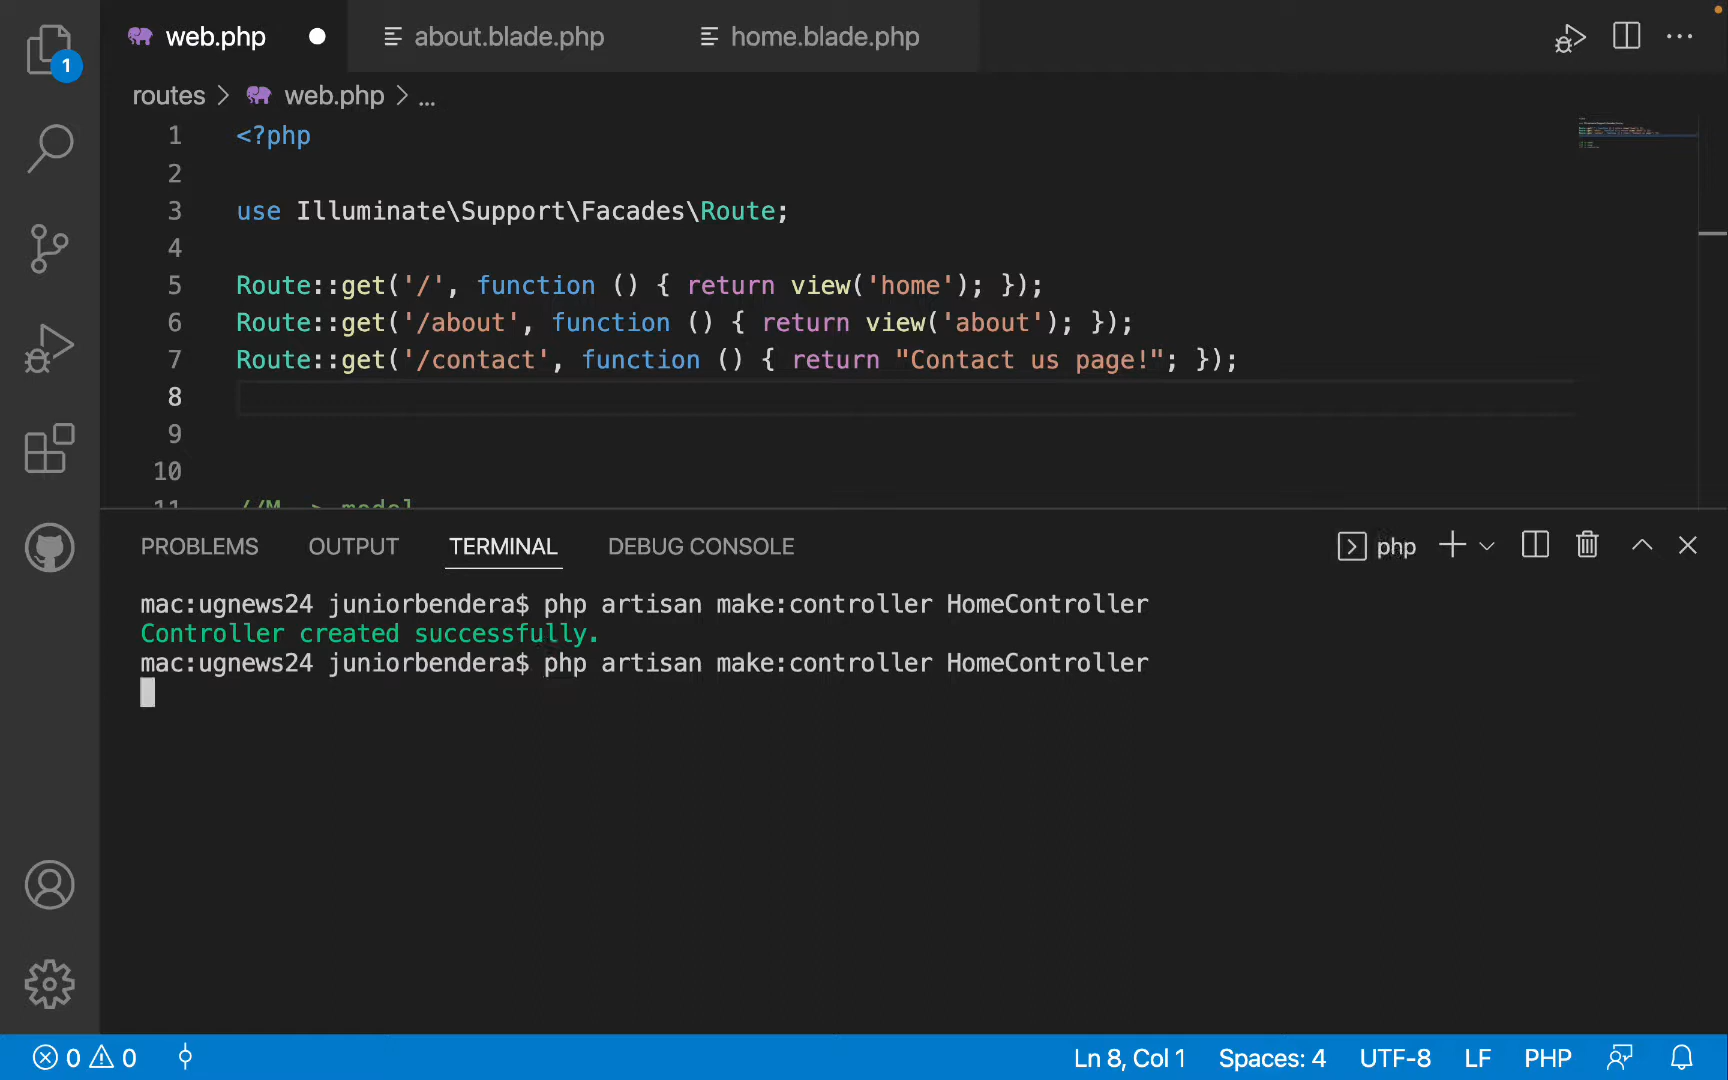 web.php
about.blade.php
home.blade.php
1
routes > web.php > ...
1 <?php
2
3 use Illuminate\Support\Facades\Route;
4
5 Route::get('/', function () { return view('home'); });
6 Route::get('/about', function () { return view('about'); });
7 Route::get('/contact', function () { return "Contact us page!"; });
8
9
10
11 //M -> model
PROBLEMS OUTPUT TERMINAL DEBUG CONSOLE
php
mac:ugnews24 juniorbendera$ php artisan make:controller HomeController
Controller created successfully.
mac:ugnews24 juniorbendera$ php artisan make:controller HomeController
0 0
Ln 8, Col 1 Spaces: 4 UTF-8 LF PHP